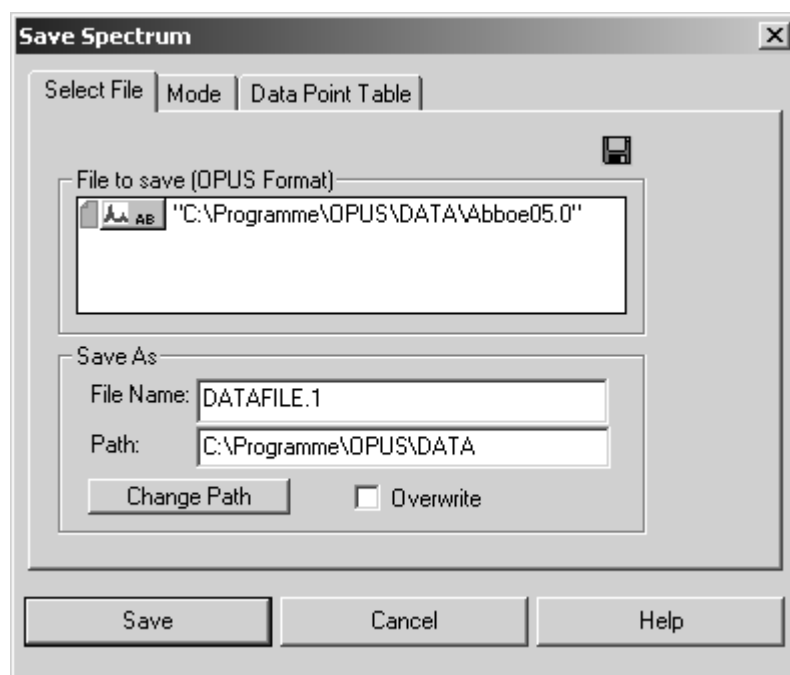 Save Spectrum
Select File Mode Data Point Table
File to save (OPUS Format)
AB "C:\Programme\OPUS\DATA\Abboe05.0"
Save As
File Name: DATAFILE.1
Path: C:\Programme\OPUS\DATA
Change Path Overwrite
Save Cancel Help